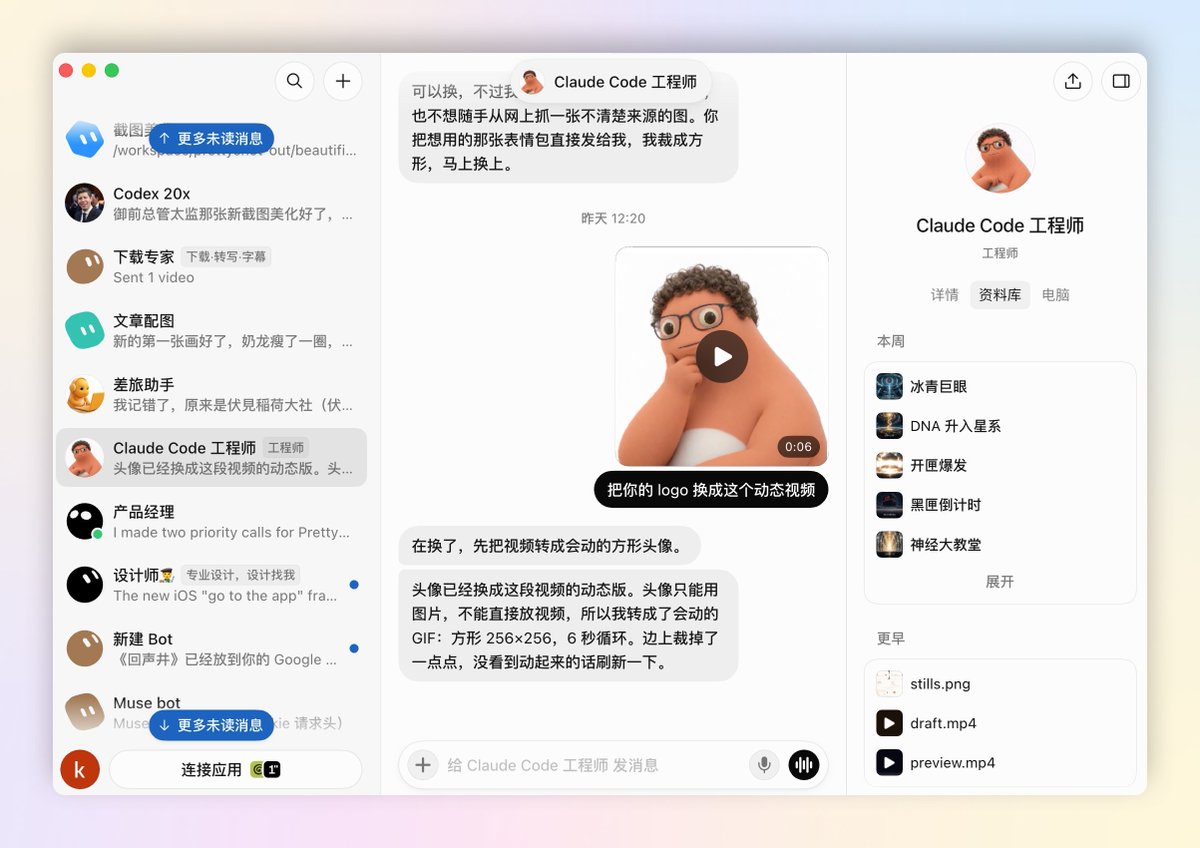 截图美
↑ 更多未读消息
/workspace/prettyshot-out/beautifi...
Codex 20x
御前总管太监那张新截图美化好了，...
下载专家 下载·转写·字幕
Sent 1 video
文章配图
新的第一张画好了，奶龙瘦了一圈，...
差旅助手
我记错了，原来是伏見稲荷大社（伏...
Claude Code 工程师 工程师
头像已经换成这段视频的动态版。头...
产品经理
I made two priority calls for Pretty...
设计师 专业设计，设计找我
The new iOS "go to the app" fra...
新建 Bot
《回声井》已经放到你的 Google ...
Muse bot
Muse
kie 请求头）
↓ 更多未读消息
k
连接应用
Claude Code 工程师
可以换，不过我
也不想随手从网上抓一张不清楚来源的图。你
把想用的那张表情包直接发给我，我裁成方
形，马上换上。
昨天 12:20
0:06
把你的 logo 换成这个动态视频
在换了，先把视频转成会动的方形头像。
头像已经换成这段视频的动态版。头像只能用
图片，不能直接放视频，所以我转成了会动的
GIF：方形 256×256，6 秒循环。边上裁掉了
一点点，没看到动起来的话刷新一下。
给 Claude Code 工程师 发消息
Claude Code 工程师
工程师
详情 资料库 电脑
本周
冰青巨眼
DNA 升入星系
开匣爆发
黑匣倒计时
神经大教堂
展开
更早
stills.png
draft.mp4
preview.mp4